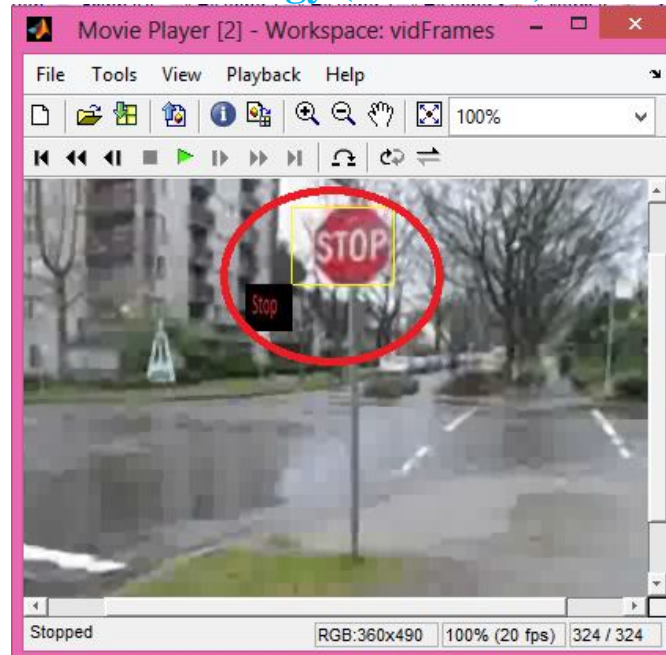 Movie Player [2] - Workspace: vidFrames
File Tools View Playback Help
100%
STOP
Stop
Stopped
RGB:360x490 100% (20 fps) 324 / 324